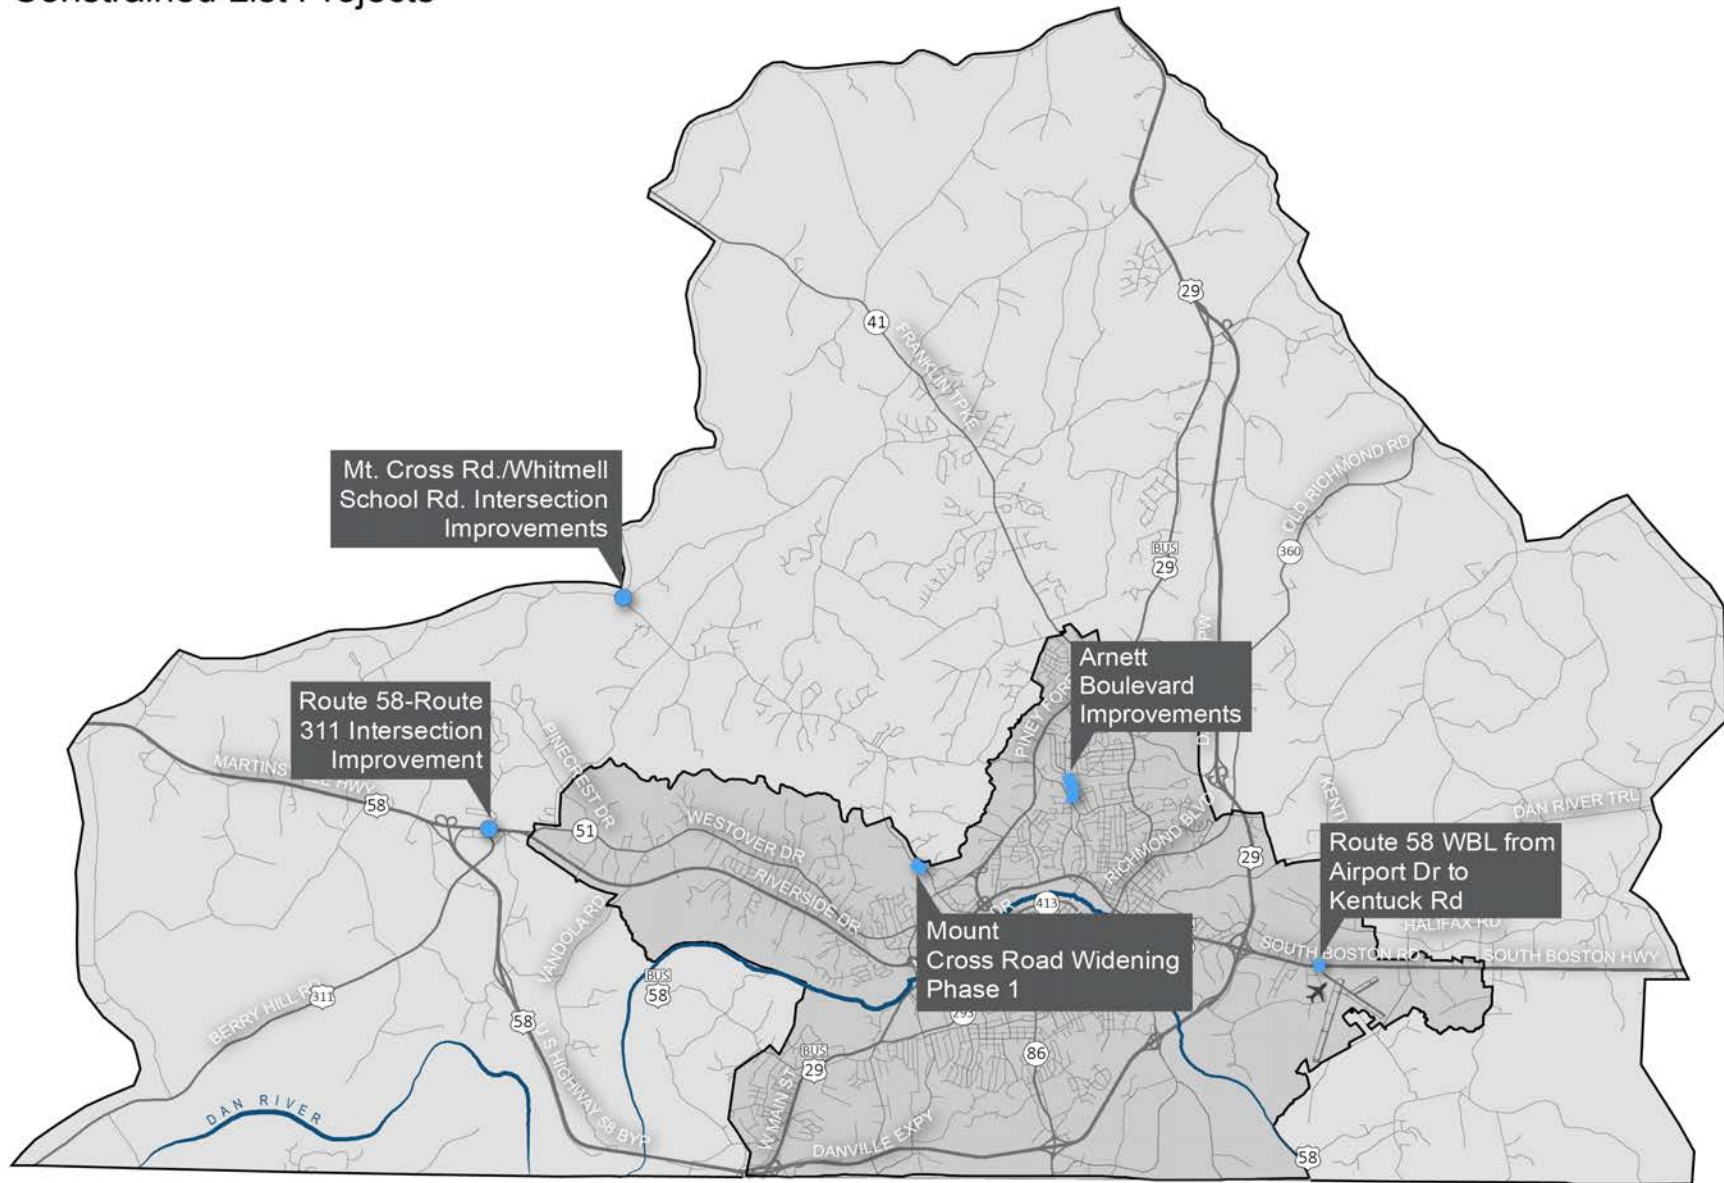 Constrained List Projects
29
41
FRANKLIN TPKE
OLD RICHMOND RD
360
BUS
29
Mt. Cross Rd./Whitmell
School Rd. Intersection
Improvements
Arnett
Boulevard
Improvements
Route 58-Route
311 Intersection
Improvement
MARTINS
HWY
58
PINECREST DR
51
WESTOVER DR
RIVERSIDE DR
VANDOLA RD
PINEY
RICHMOND BLVD
29
413
DR
DAN RIVER TRL
Route 58 WBL from
Airport Dr to
Kentuck Rd
HALIFAX RD
SOUTH BOSTON RD
SOUTH BOSTON HWY
Mount
Cross Road Widening
Phase 1
BUS
58
BERRY HILL RD
311
58
U S HIGHWAY 58 BYP
293
86
BUS
29
W MAIN ST
DAN RIVER
DANVILLE EXPY
58